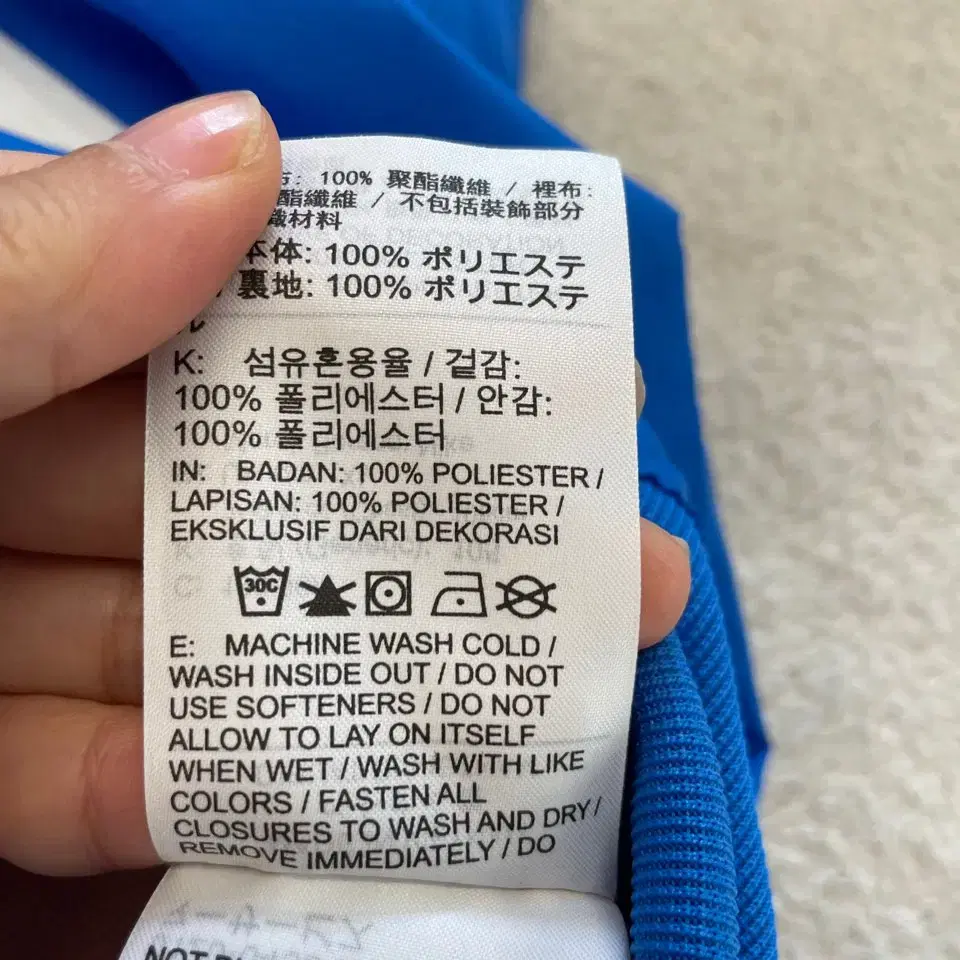 布: 100% 聚酯纖維 / 裡布:
酯纖維 / 不包括裝飾部分
織材料
本体: 100% ポリエステ
/ 裏地: 100% ポリエステ
ル
K: 섬유혼용율 / 겉감:
100% 폴리에스터 / 안감:
100% 폴리에스터
IN: BADAN: 100% POLIESTER /
LAPISAN: 100% POLIESTER /
EKSKLUSIF DARI DEKORASI
30C
E: MACHINE WASH COLD /
WASH INSIDE OUT / DO NOT
USE SOFTENERS / DO NOT
ALLOW TO LAY ON ITSELF
WHEN WET / WASH WITH LIKE
COLORS / FASTEN ALL
CLOSURES TO WASH AND DRY /
REMOVE IMMEDIATELY / DO
NOT